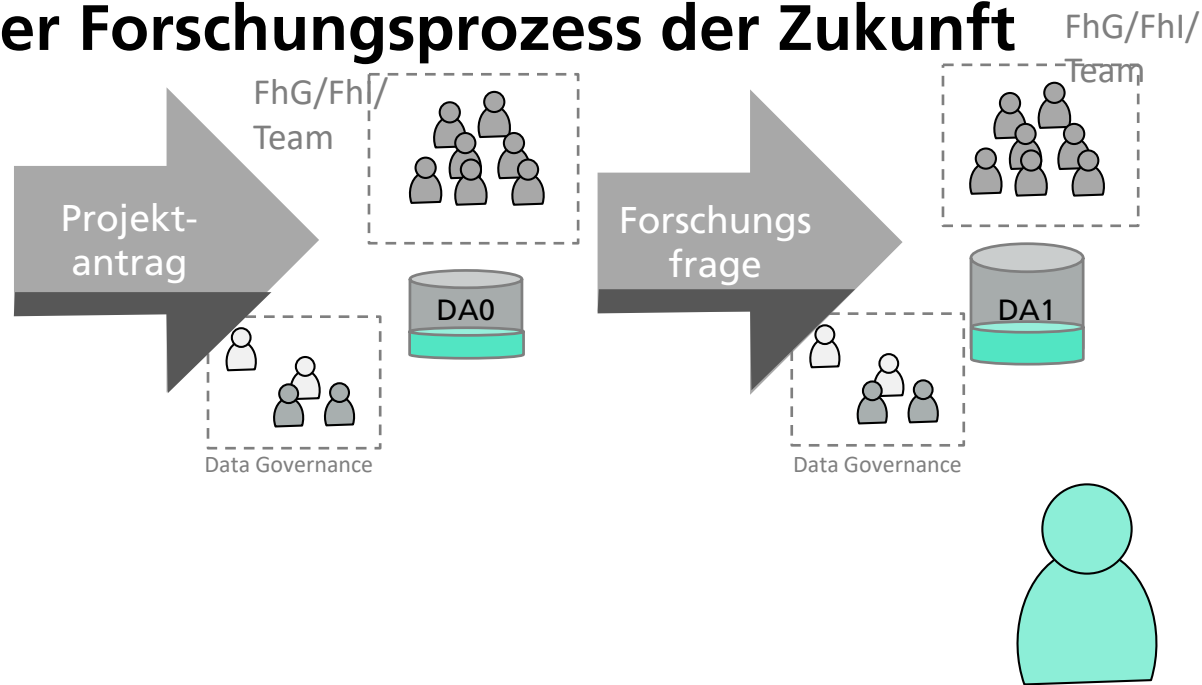 er Forschungsprozess der Zukunft
FhG/FhI/
Team
FhG/FhI/
Team
Projekt-
antrag
DA0
Data Governance
Forschungs
frage
DA1
Data Governance